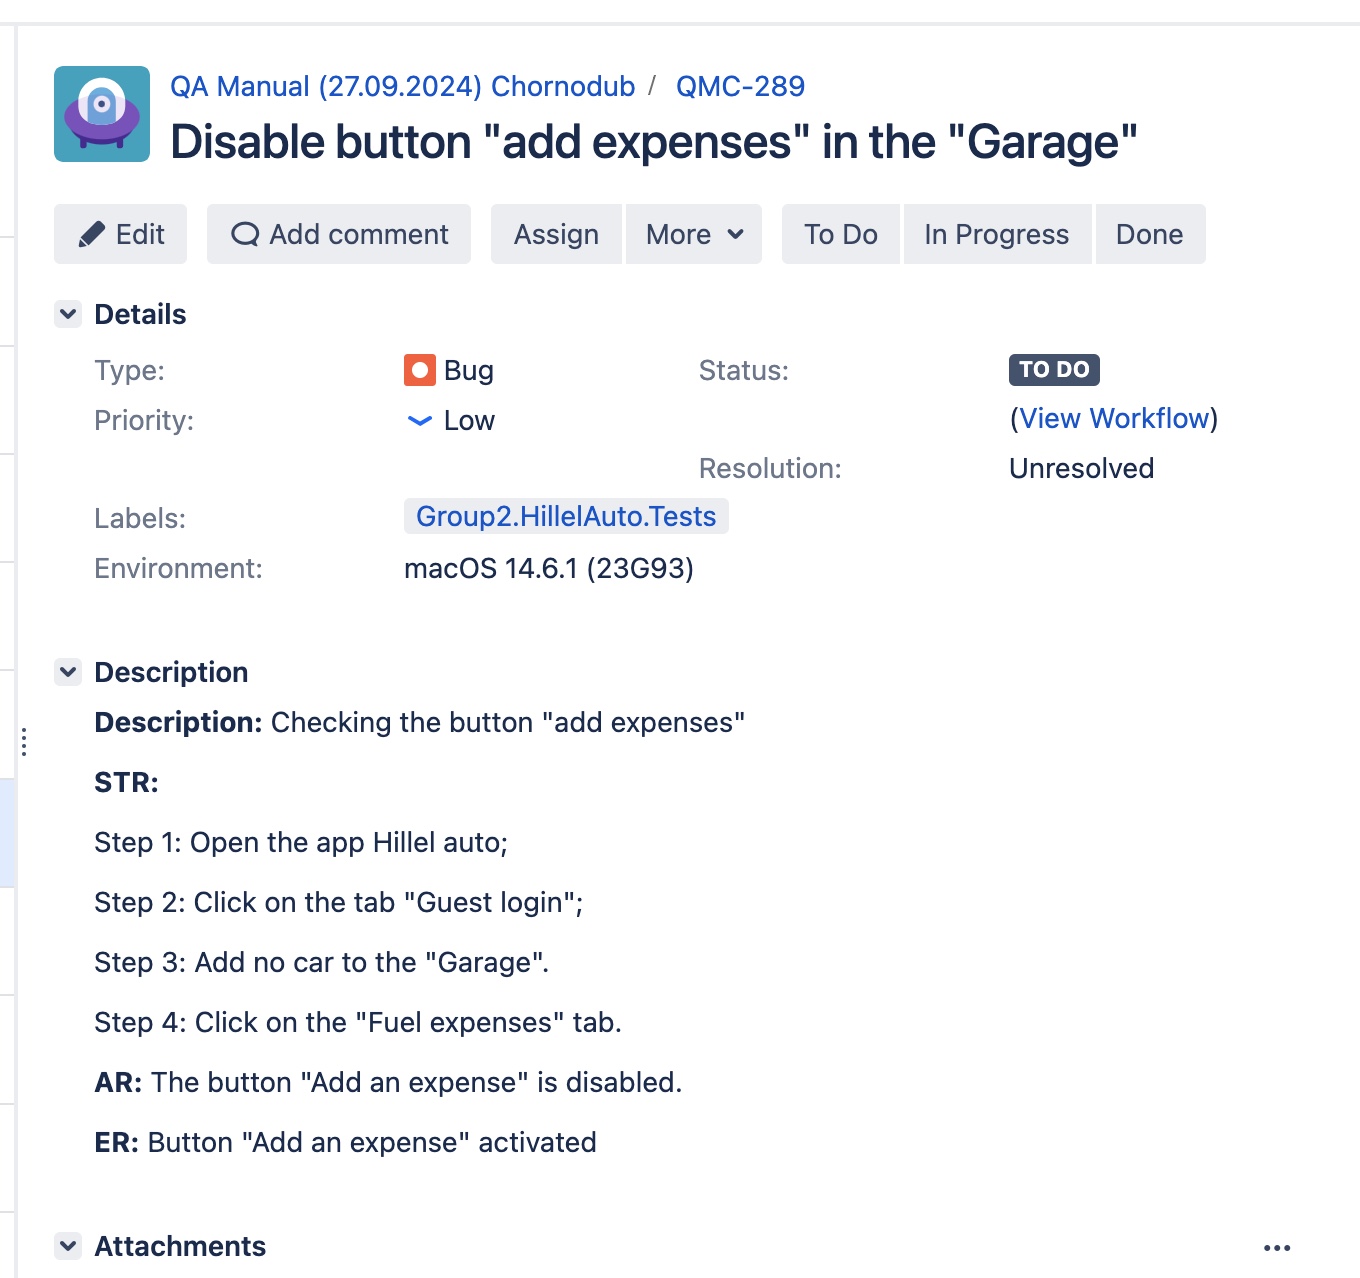 QA Manual (27.09.2024) Chornodub / QMC-289
Disable button "add expenses" in the "Garage"
Edit Add comment Assign More To Do In Progress Done
Details
Type: Bug Status: TO DO
Priority: Low (View Workflow)
Resolution: Unresolved
Labels: Group2.HillelAuto.Tests
Environment: macOS 14.6.1 (23G93)
Description
Description: Checking the button "add expenses"
STR:
Step 1: Open the app Hillel auto;
Step 2: Click on the tab "Guest login";
Step 3: Add no car to the "Garage".
Step 4: Click on the "Fuel expenses" tab.
AR: The button "Add an expense" is disabled.
ER: Button "Add an expense" activated
Attachments